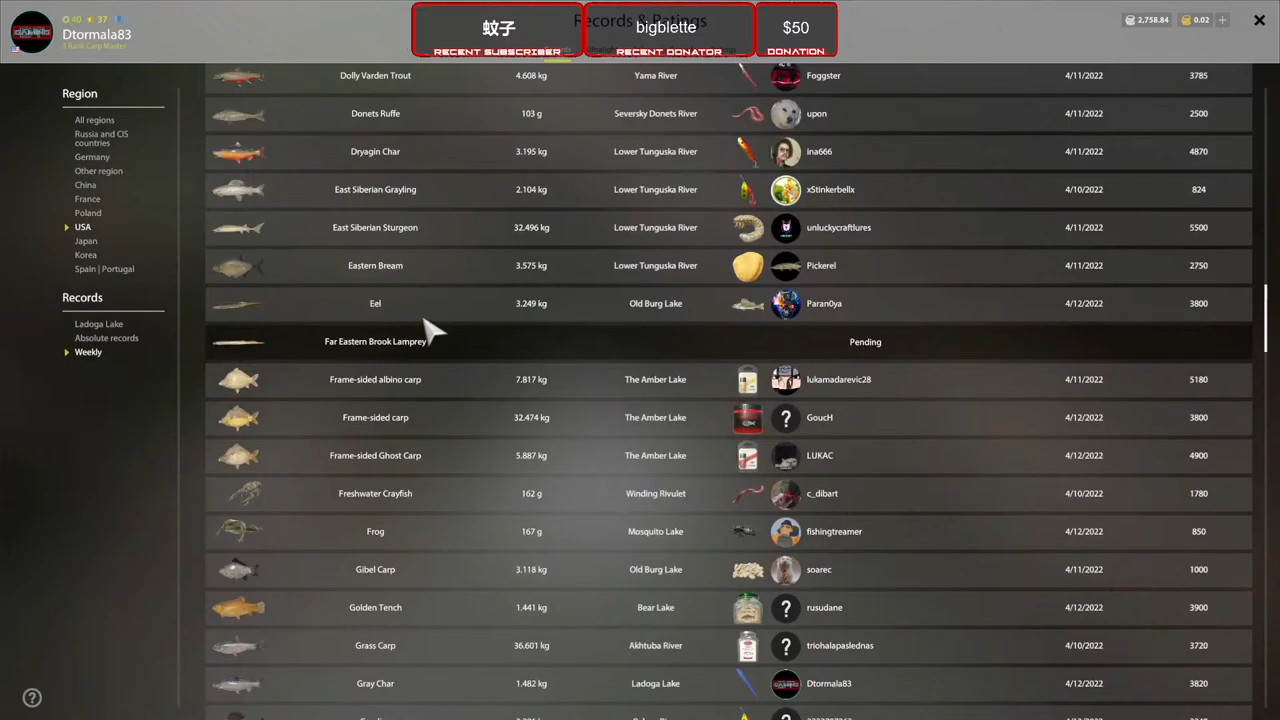 40 37
Dtormala83
3 Rank Carp Master
蚊子
RECENT SUBSCRIBER
bigblette
RECENT DONATOR
$50
DONATION
Records & Ratings
2,758.84 0.02 +
Region
All regions
Russia and CIS
countries
Germany
Other region
China
France
Poland
USA
Japan
Korea
Spain | Portugal
Records
Ladoga Lake
Absolute records
Weekly
Dolly Varden Trout 4.608 kg Yama River Foggster 4/11/2022 3785
Donets Ruffe 103 g Seversky Donets River upon 4/11/2022 2500
Dryagin Char 3.195 kg Lower Tunguska River ina666 4/11/2022 4870
East Siberian Grayling 2.104 kg Lower Tunguska River xStinkerbellx 4/10/2022 824
East Siberian Sturgeon 32.496 kg Lower Tunguska River unluckycraftlures 4/11/2022 5500
Eastern Bream 3.575 kg Lower Tunguska River Pickerel 4/11/2022 2750
Eel 3.249 kg Old Burg Lake Paran0ya 4/12/2022 3800
Far Eastern Brook Lamprey Pending
Frame-sided albino carp 7.817 kg The Amber Lake lukamadarevic28 4/11/2022 5180
Frame-sided carp 32.474 kg The Amber Lake ? GoucH 4/12/2022 3800
Frame-sided Ghost Carp 5.887 kg The Amber Lake LUKAC 4/12/2022 4900
Freshwater Crayfish 162 g Winding Rivulet c_dibart 4/10/2022 1780
Frog 167 g Mosquito Lake fishingtreamer 4/12/2022 850
Gibel Carp 3.118 kg Old Burg Lake soarec 4/11/2022 1000
Golden Tench 1.441 kg Bear Lake ? rusudane 4/12/2022 3900
Grass Carp 36.601 kg Akhtuba River ? triohalapaslednas 4/10/2022 3720
Gray Char 1.482 kg Ladoga Lake Dtormala83 4/12/2022 3820
?